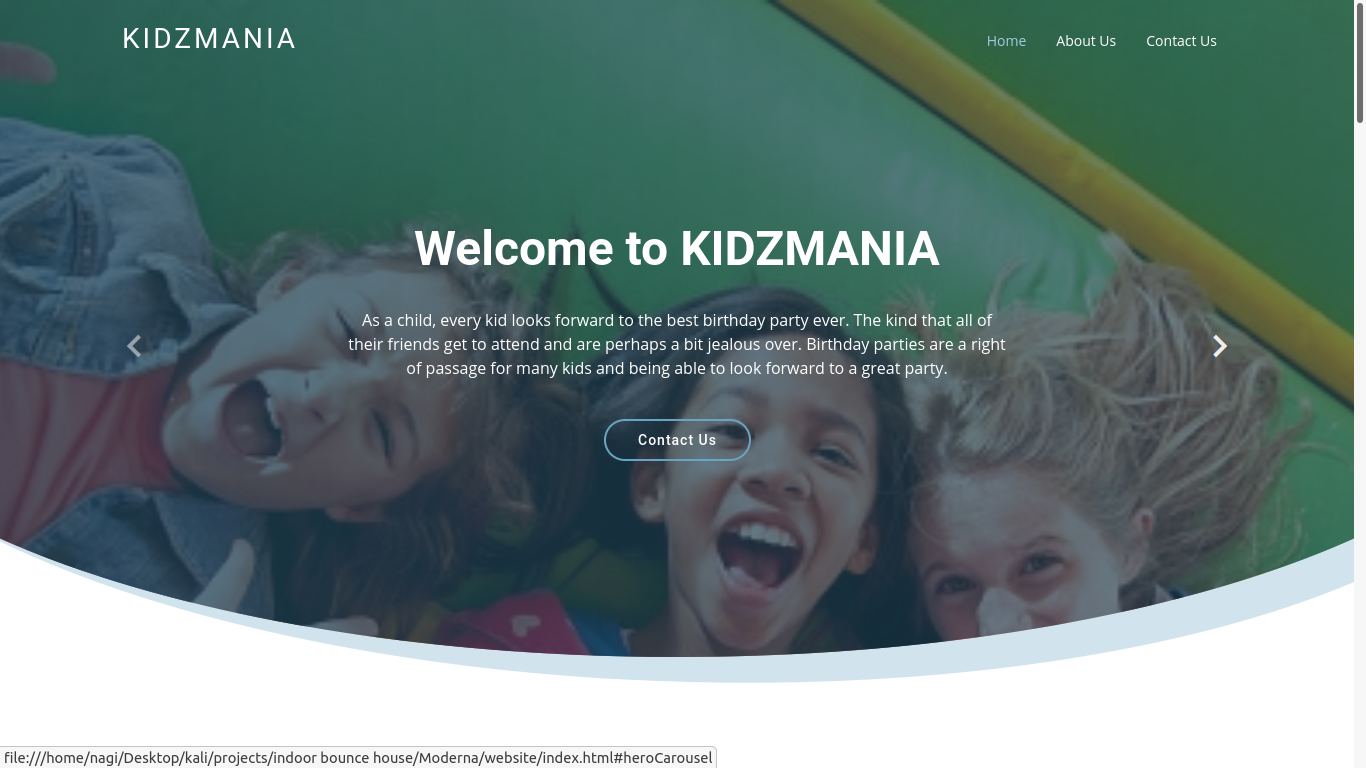 KIDZMANIA
Home About Us Contact Us
Welcome to KIDZMANIA
As a child, every kid looks forward to the best birthday party ever. The kind that all of
their friends get to attend and are perhaps a bit jealous over. Birthday parties are a right
of passage for many kids and being able to look forward to a great party.
Contact Us
file:///home/nagi/Desktop/kali/projects/indoor bounce house/Moderna/website/index.html#heroCarousel